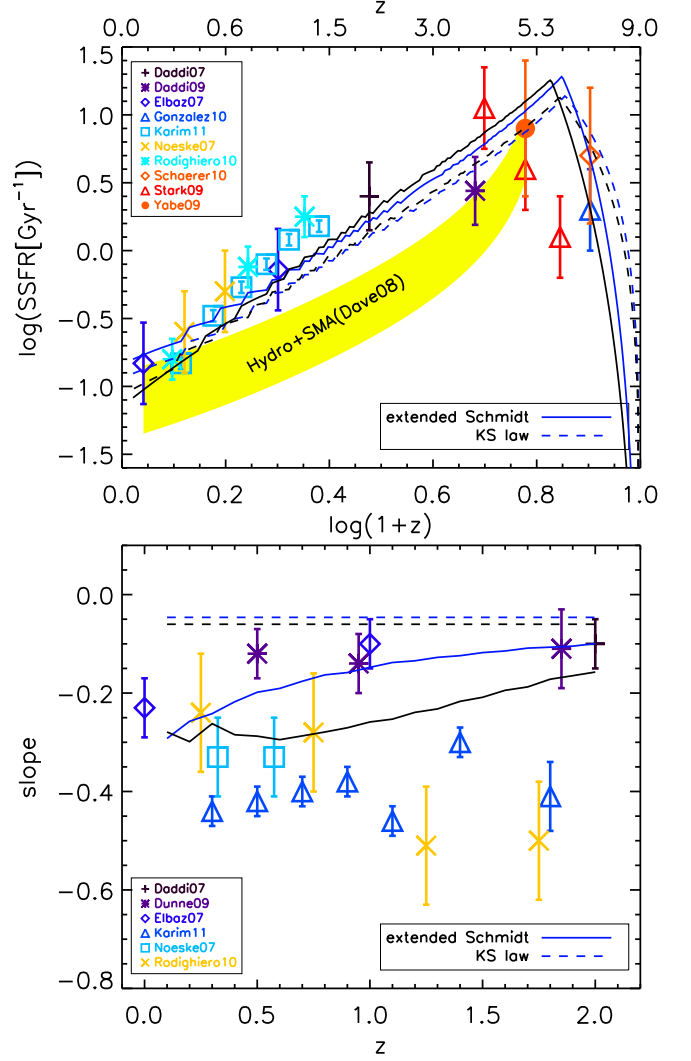 z
0.0 0.6 1.5 3.0 5.3 9.0
1.5
1.0
0.5
0.0
−0.5
−1.0
−1.5
log(SSFR[Gyr⁻¹])
Daddi07
Daddi09
Elbaz07
Gonzalez10
Karim11
Noeske07
Rodighiero10
Schaerer10
Stark09
Yabe09
Hydro+SMA(Dave08)
extended Schmidt
KS law
0.0 0.2 0.4 0.6 0.8 1.0
log(1+z)
0.0
−0.2
−0.4
−0.6
−0.8
slope
Daddi07
Dunne09
Elbaz07
Karim11
Noeske07
Rodighiero10
extended Schmidt
KS law
0.0 0.5 1.0 1.5 2.0
z